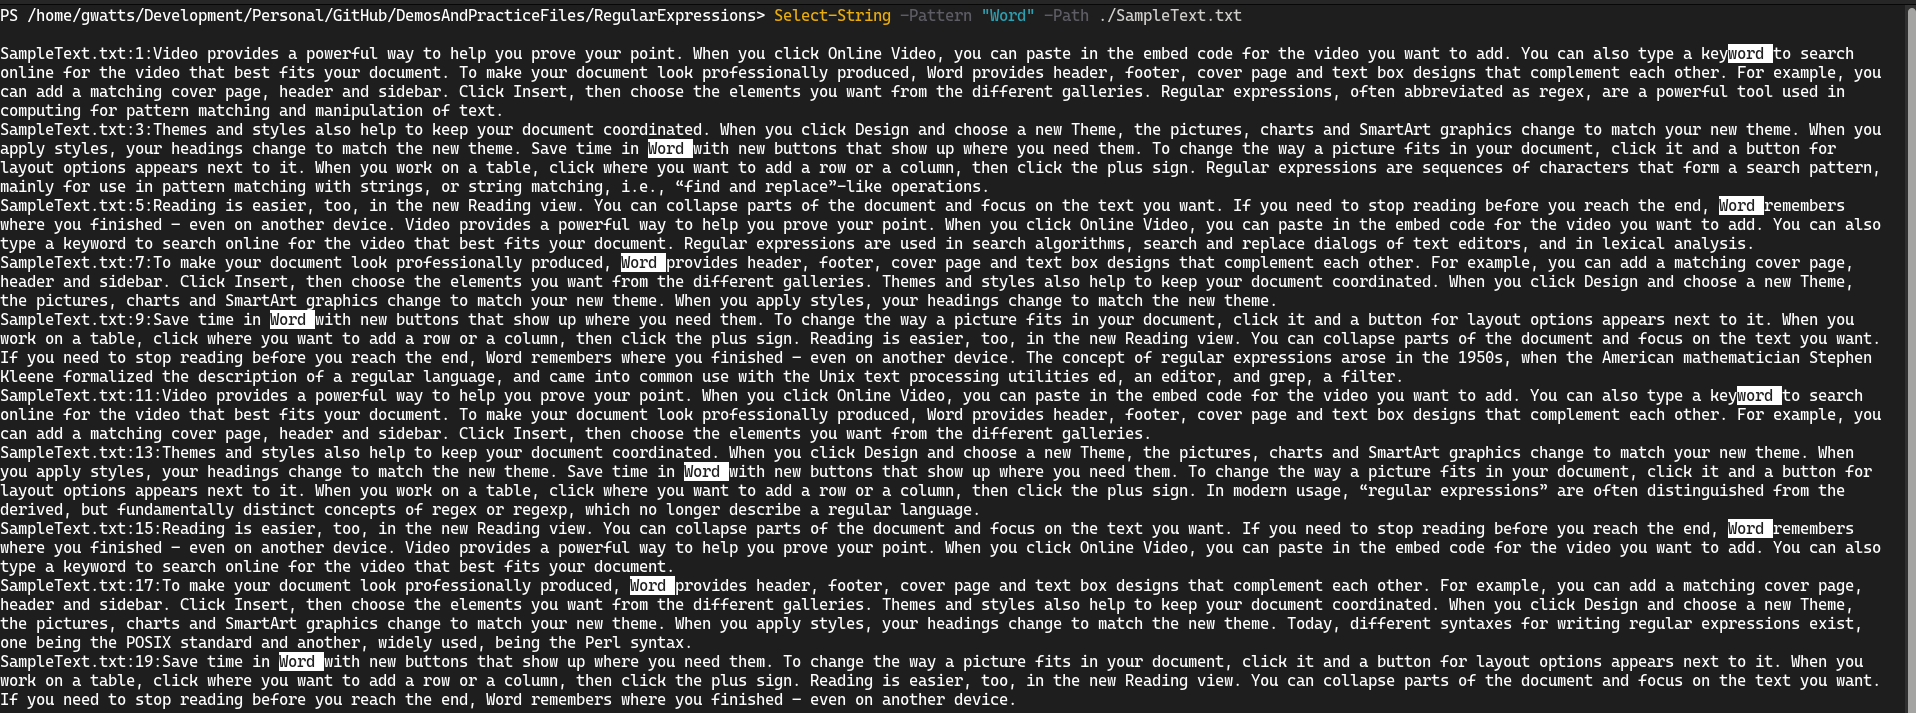 PS /home/gwatts/Development/Personal/GitHub/DemosAndPracticeFiles/RegularExpressions> Select-String -Pattern "Word" -Path ./SampleText.txt
SampleText.txt:1:Video provides a powerful way to help you prove your point. When you click Online Video, you can paste in the embed code for the video you want to add. You can also type a keyword to search
online for the video that best fits your document. To make your document look professionally produced, Word provides header, footer, cover page and text box designs that complement each other. For example, you
can add a matching cover page, header and sidebar. Click Insert, then choose the elements you want from the different galleries. Regular expressions, often abbreviated as regex, are a powerful tool used in
computing for pattern matching and manipulation of text.
SampleText.txt:3:Themes and styles also help to keep your document coordinated. When you click Design and choose a new Theme, the pictures, charts and SmartArt graphics change to match your new theme. When you
apply styles, your headings change to match the new theme. Save time in Word with new buttons that show up where you need them. To change the way a picture fits in your document, click it and a button for
layout options appears next to it. When you work on a table, click where you want to add a row or a column, then click the plus sign. Regular expressions are sequences of characters that form a search pattern,
mainly for use in pattern matching with strings, or string matching, i.e., “find and replace”-like operations.
SampleText.txt:5:Reading is easier, too, in the new Reading view. You can collapse parts of the document and focus on the text you want. If you need to stop reading before you reach the end, Word remembers
where you finished – even on another device. Video provides a powerful way to help you prove your point. When you click Online Video, you can paste in the embed code for the video you want to add. You can also
type a keyword to search online for the video that best fits your document. Regular expressions are used in search algorithms, search and replace dialogs of text editors, and in lexical analysis.
SampleText.txt:7:To make your document look professionally produced, Word provides header, footer, cover page and text box designs that complement each other. For example, you can add a matching cover page,
header and sidebar. Click Insert, then choose the elements you want from the different galleries. Themes and styles also help to keep your document coordinated. When you click Design and choose a new Theme,
the pictures, charts and SmartArt graphics change to match your new theme. When you apply styles, your headings change to match the new theme.
SampleText.txt:9:Save time in Word with new buttons that show up where you need them. To change the way a picture fits in your document, click it and a button for layout options appears next to it. When you
work on a table, click where you want to add a row or a column, then click the plus sign. Reading is easier, too, in the new Reading view. You can collapse parts of the document and focus on the text you want.
If you need to stop reading before you reach the end, Word remembers where you finished – even on another device. The concept of regular expressions arose in the 1950s, when the American mathematician Stephen
Kleene formalized the description of a regular language, and came into common use with the Unix text processing utilities ed, an editor, and grep, a filter.
SampleText.txt:11:Video provides a powerful way to help you prove your point. When you click Online Video, you can paste in the embed code for the video you want to add. You can also type a keyword to search
online for the video that best fits your document. To make your document look professionally produced, Word provides header, footer, cover page and text box designs that complement each other. For example, you
can add a matching cover page, header and sidebar. Click Insert, then choose the elements you want from the different galleries.
SampleText.txt:13:Themes and styles also help to keep your document coordinated. When you click Design and choose a new Theme, the pictures, charts and SmartArt graphics change to match your new theme. When
you apply styles, your headings change to match the new theme. Save time in Word with new buttons that show up where you need them. To change the way a picture fits in your document, click it and a button for
layout options appears next to it. When you work on a table, click where you want to add a row or a column, then click the plus sign. In modern usage, “regular expressions” are often distinguished from the
derived, but fundamentally distinct concepts of regex or regexp, which no longer describe a regular language.
SampleText.txt:15:Reading is easier, too, in the new Reading view. You can collapse parts of the document and focus on the text you want. If you need to stop reading before you reach the end, Word remembers
where you finished – even on another device. Video provides a powerful way to help you prove your point. When you click Online Video, you can paste in the embed code for the video you want to add. You can also
type a keyword to search online for the video that best fits your document.
SampleText.txt:17:To make your document look professionally produced, Word provides header, footer, cover page and text box designs that complement each other. For example, you can add a matching cover page,
header and sidebar. Click Insert, then choose the elements you want from the different galleries. Themes and styles also help to keep your document coordinated. When you click Design and choose a new Theme,
the pictures, charts and SmartArt graphics change to match your new theme. When you apply styles, your headings change to match the new theme. Today, different syntaxes for writing regular expressions exist,
one being the POSIX standard and another, widely used, being the Perl syntax.
SampleText.txt:19:Save time in Word with new buttons that show up where you need them. To change the way a picture fits in your document, click it and a button for layout options appears next to it. When you
work on a table, click where you want to add a row or a column, then click the plus sign. Reading is easier, too, in the new Reading view. You can collapse parts of the document and focus on the text you want.
If you need to stop reading before you reach the end, Word remembers where you finished – even on another device.